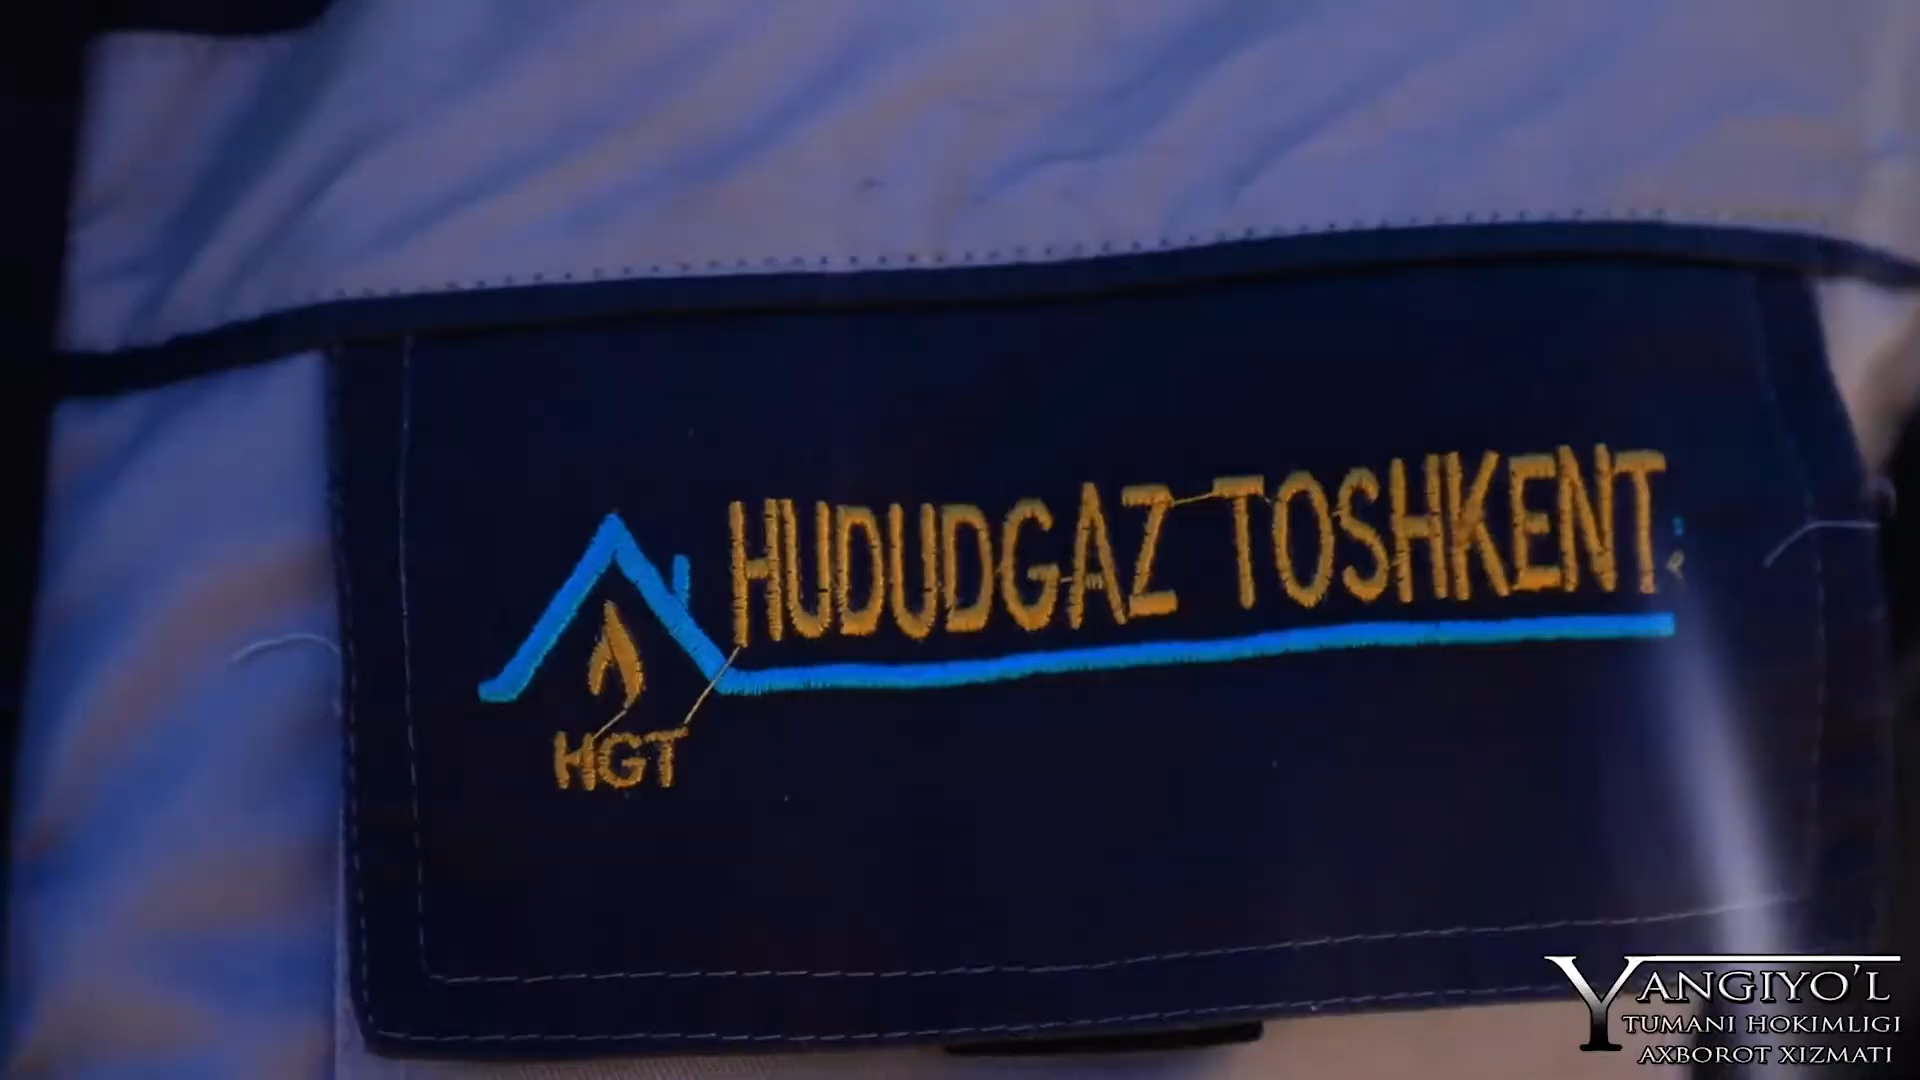 HUDUDGAZ TOSHKENT
HGT
YANGIYO'L
TUMANI HOKIMLIGI
AXBOROT XIZMATI